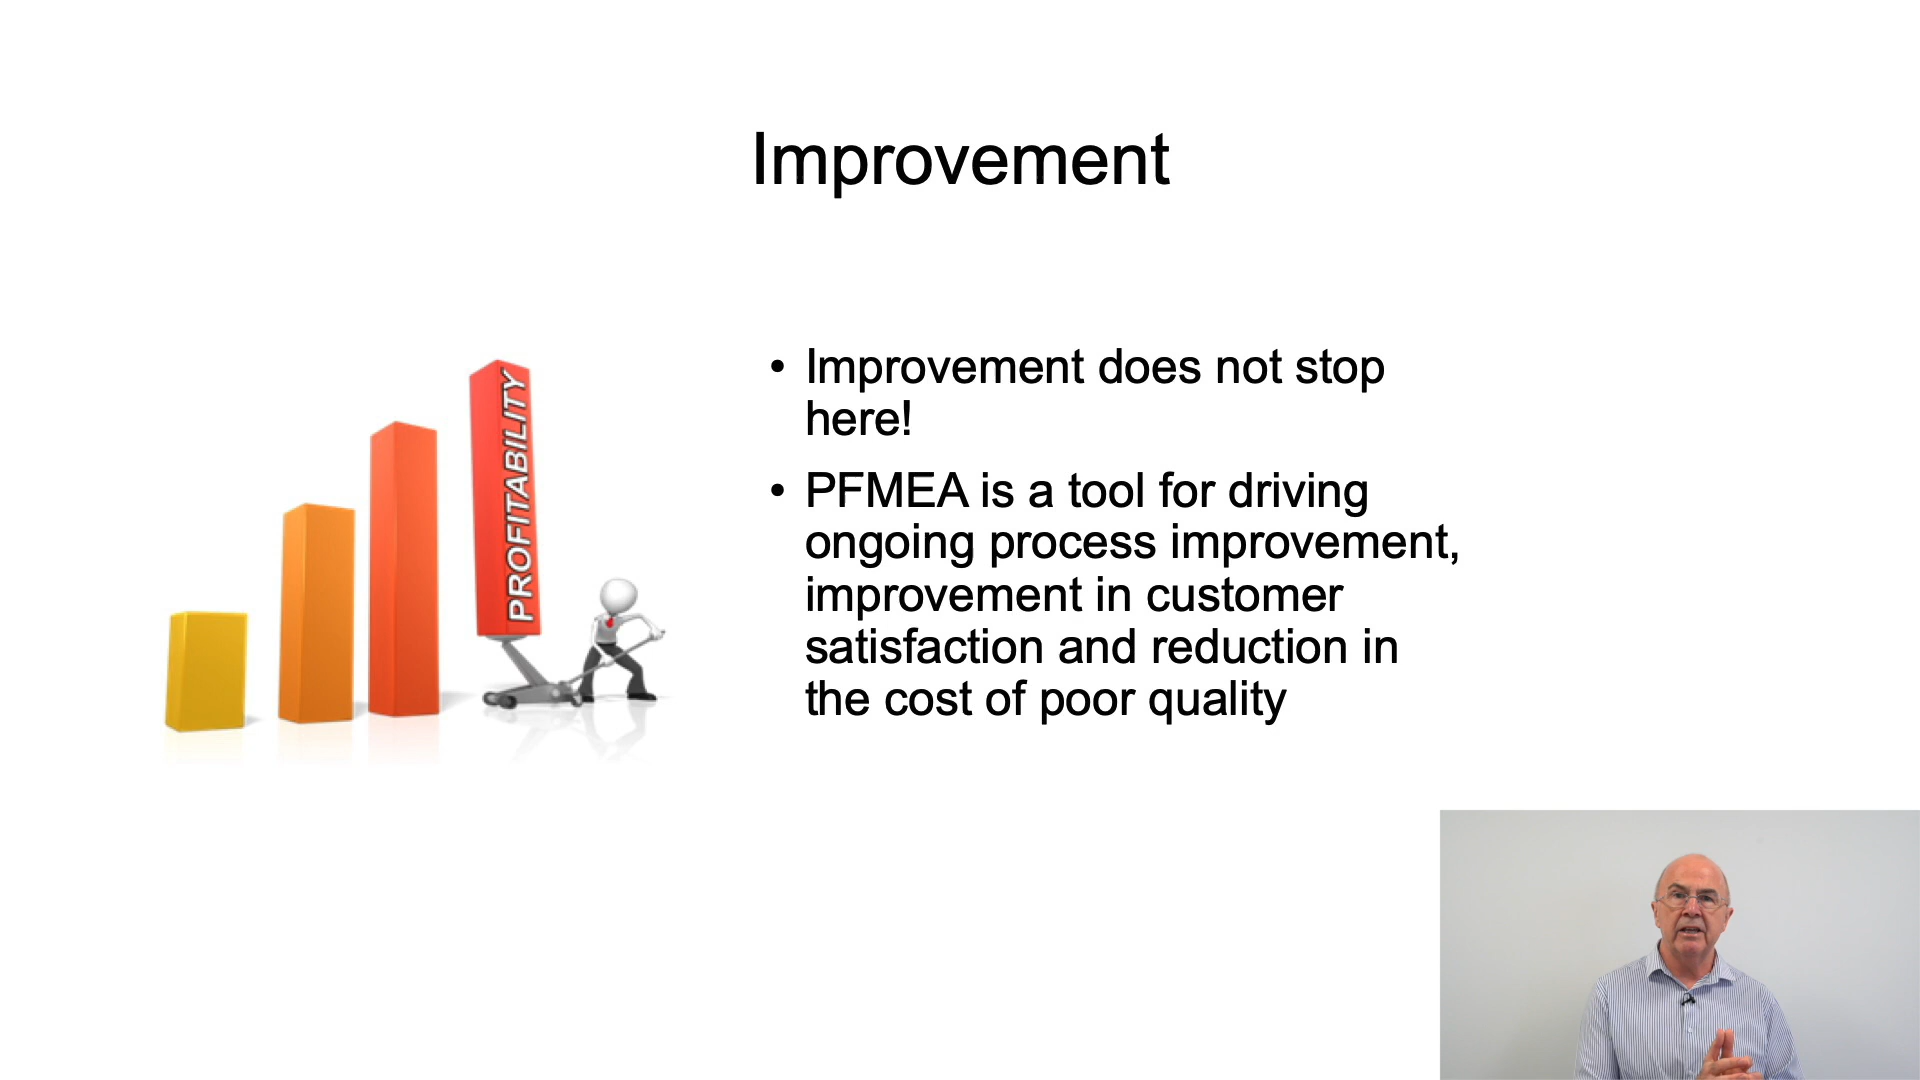 Improvement
PROFITABILITY
• Improvement does not stop
here!
• PFMEA is a tool for driving
ongoing process improvement,
improvement in customer
satisfaction and reduction in
the cost of poor quality